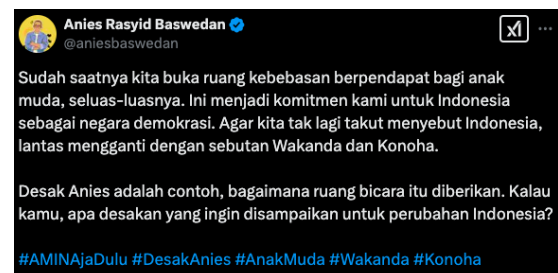 Anies Rasyid Baswedan
@aniesbaswedan
Sudah saatnya kita buka ruang kebebasan berpendapat bagi anak
muda, seluas-luasnya. Ini menjadi komitmen kami untuk Indonesia
sebagai negara demokrasi. Agar kita tak lagi takut menyebut Indonesia,
lantas mengganti dengan sebutan Wakanda dan Konoha.
Desak Anies adalah contoh, bagaimana ruang bicara itu diberikan. Kalau
kamu, apa desakan yang ingin disampaikan untuk perubahan Indonesia?
#AMINAjaDulu #DesakAnies #AnakMuda #Wakanda #Konoha